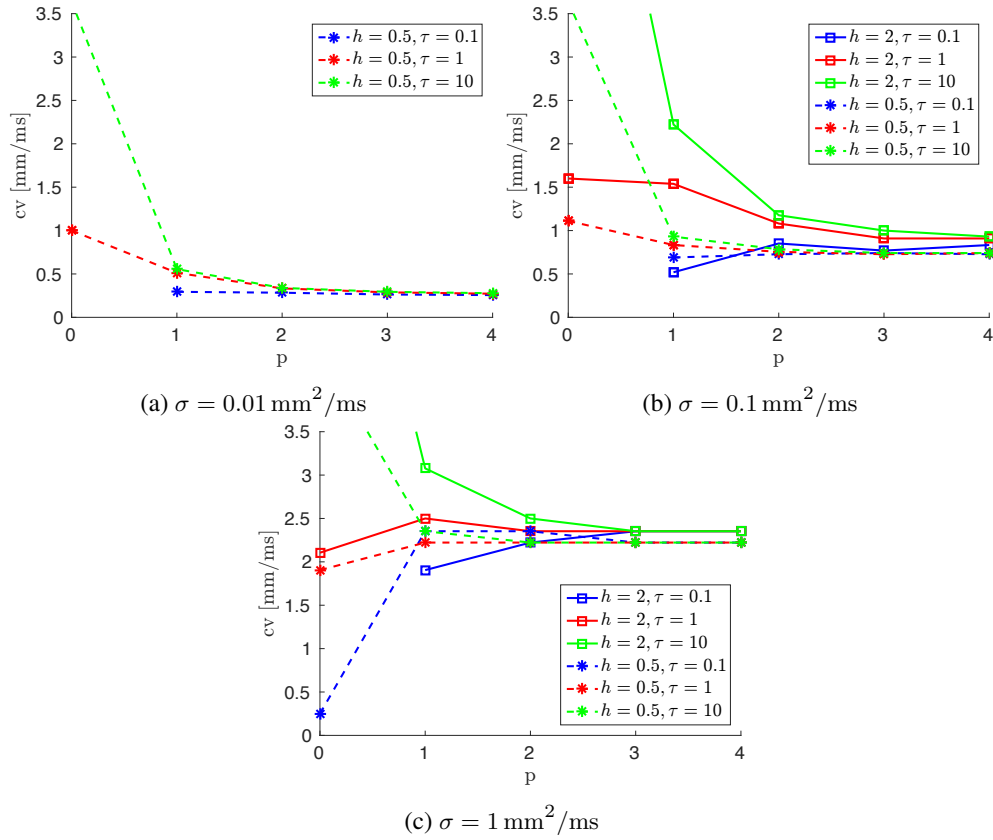 3.5
3
2.5
2
1.5
1
0.5
0
cv [mm/ms]
0 1 2 3 4
p
h = 0.5, τ = 0.1
h = 0.5, τ = 1
h = 0.5, τ = 10
(a) σ = 0.01 mm²/ms
3.5
3
2.5
2
1.5
1
0.5
0
cv [mm/ms]
0 1 2 3 4
p
h = 2, τ = 0.1
h = 2, τ = 1
h = 2, τ = 10
h = 0.5, τ = 0.1
h = 0.5, τ = 1
h = 0.5, τ = 10
(b) σ = 0.1 mm²/ms
3.5
3
2.5
2
1.5
1
0.5
0
cv [mm/ms]
0 1 2 3 4
p
h = 2, τ = 0.1
h = 2, τ = 1
h = 2, τ = 10
h = 0.5, τ = 0.1
h = 0.5, τ = 1
h = 0.5, τ = 10
(c) σ = 1 mm²/ms